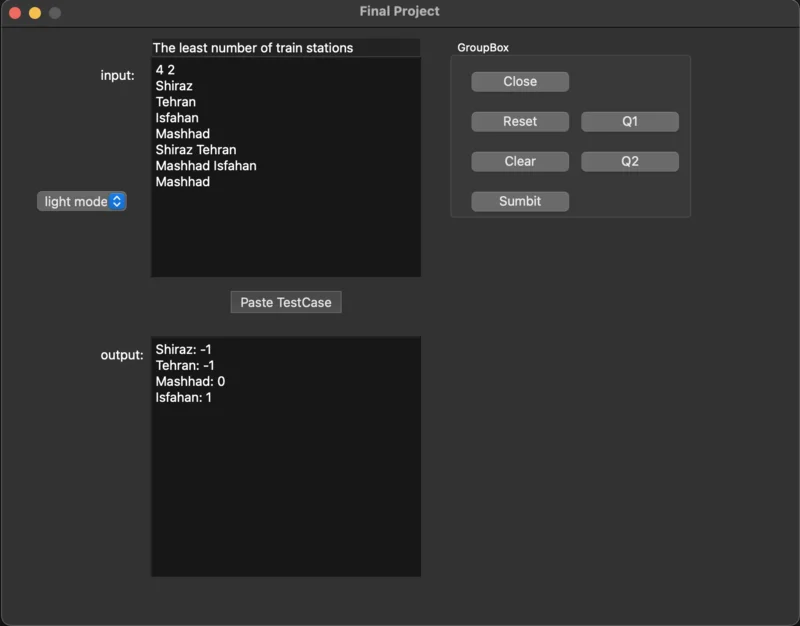 Final Project
The least number of train stations
input:
4 2
Shiraz
Tehran
Isfahan
Mashhad
Shiraz Tehran
Mashhad Isfahan
Mashhad
light mode
Paste TestCase
output:
Shiraz: -1
Tehran: -1
Mashhad: 0
Isfahan: 1
GroupBox
Close
Reset
Q1
Clear
Q2
Sumbit